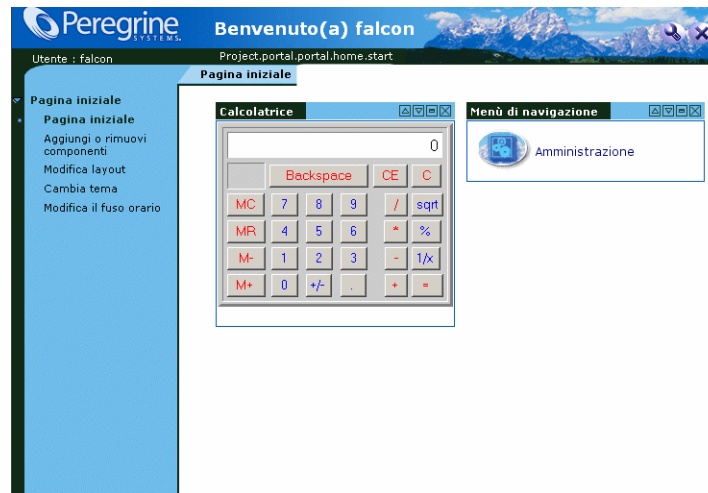 Peregrine
SYSTEMS
Benvenuto(a) falcon
Utente : falcon
Project.portal.portal.home.start
Pagina iniziale
Pagina iniziale
Pagina iniziale
Aggiungi o rimuovi
componenti
Modifica layout
Cambia tema
Modifica il fuso orario
Calcolatrice
0
Backspace CE C
MC 7 8 9 / sqrt
MR 4 5 6 * %
M- 1 2 3 - 1/x
M+ 0 +/- . + =
Menù di navigazione
Amministrazione